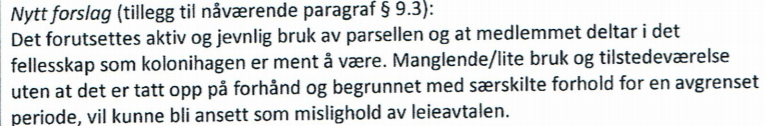 Nytt forslag (tillegg til nåværende paragraf § 9.3):
Det forutsettes aktiv og jevnlig bruk av parsellen og at medlemmet deltar i det
fellesskap som kolonihagen er ment å være. Manglende/lite bruk og tilstedeværelse
uten at det er tatt opp på forhånd og begrunnet med særskilte forhold for en avgrenset
periode, vil kunne bli ansett som mislighold av leieavtalen.